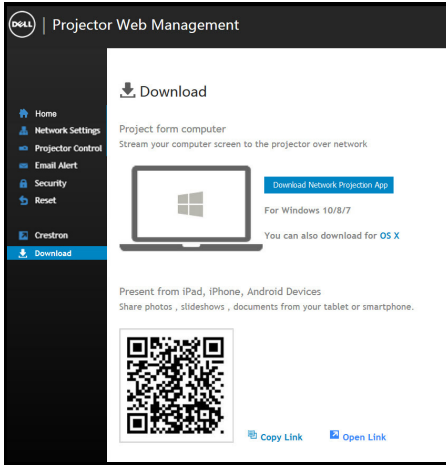 DELL | Projector Web Management
Download
Home
Network Settings
Projector Control
Email Alert
Security
Reset
Crestron
Download
Project form computer
Stream your computer screen to the projector over network
Download Network Projection App
For Windows 10/8/7
You can also download for OS X
Present from iPad, iPhone, Android Devices
Share photos , slideshows , documents from your tablet or smartphone.
Copy Link
Open Link